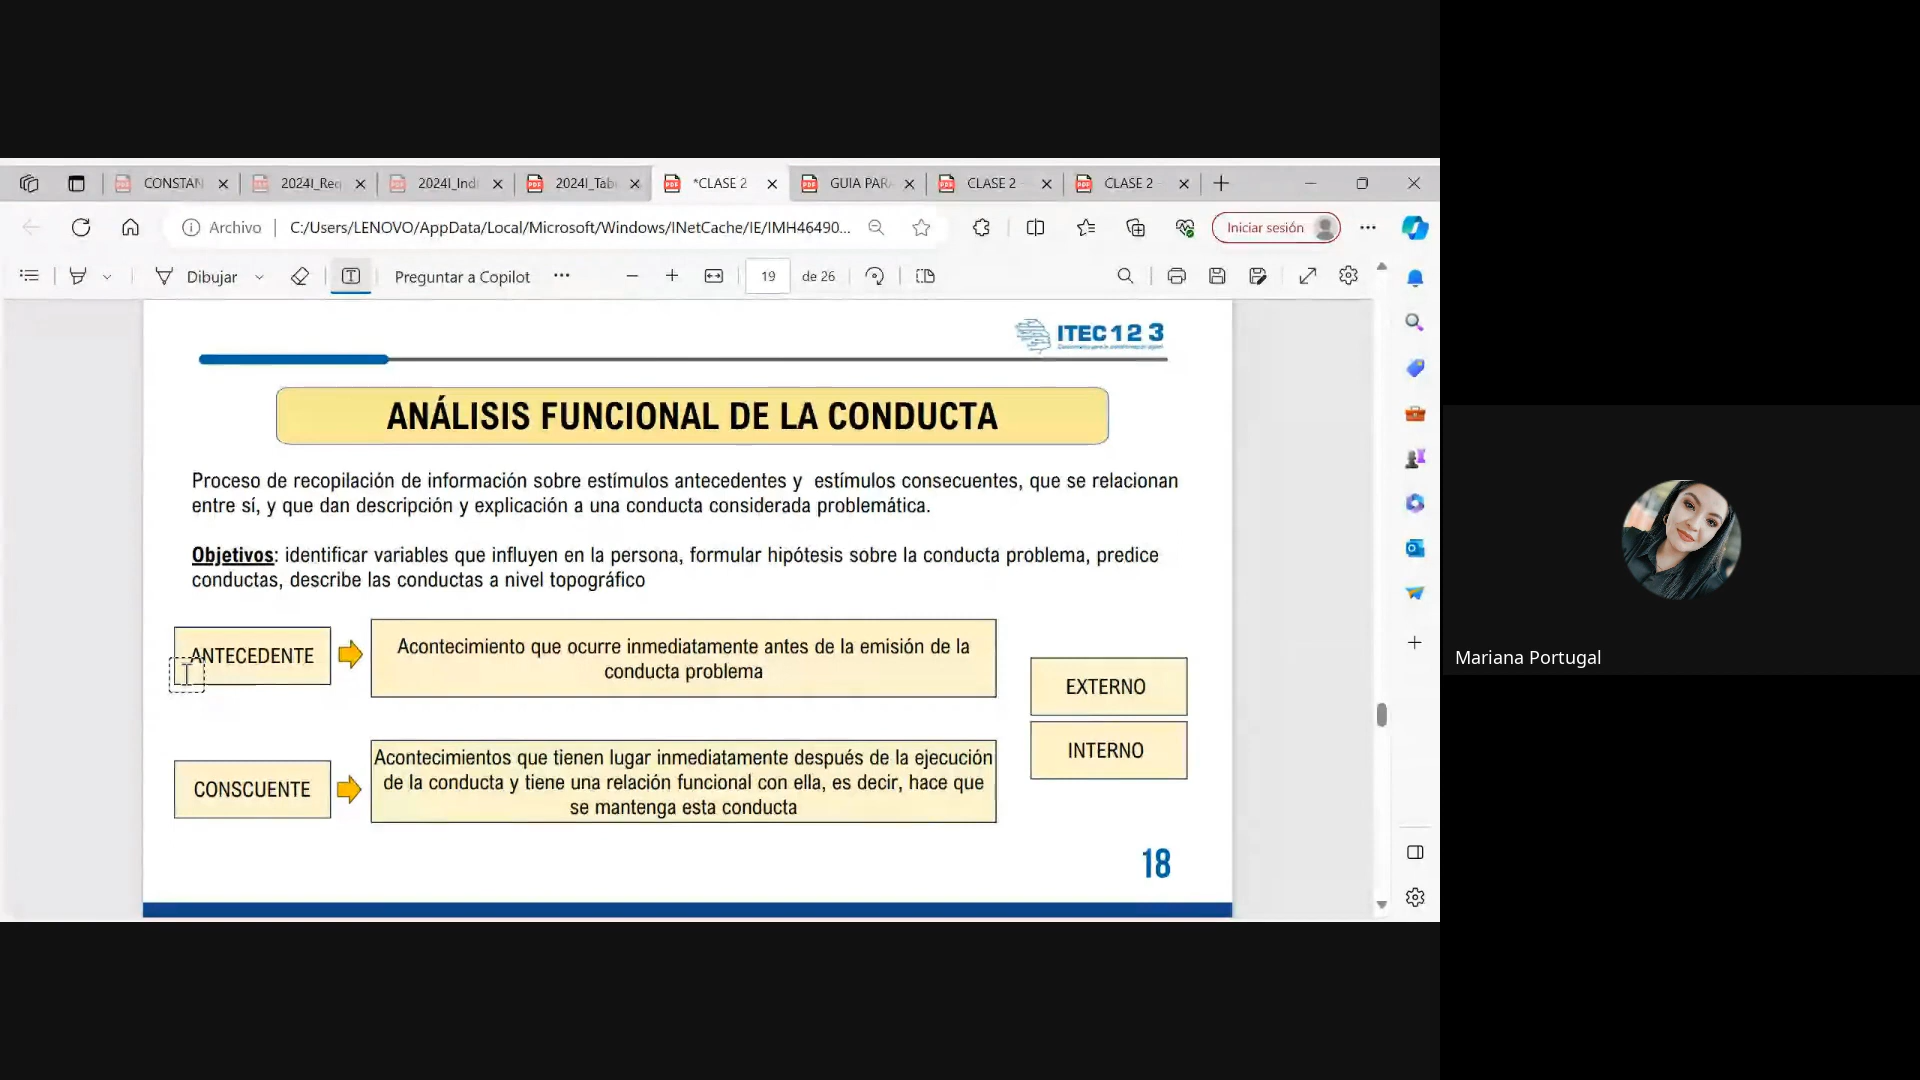 CONSTAN
2024I_Req
2024I_Indi
2024I_Tabl
*CLASE 2
GUIA PAR
CLASE 2 -
CLASE 2 -
Archivo
C:/Users/LENOVO/AppData/Local/Microsoft/Windows/INetCache/IE/IMH46490...
Iniciar sesión
Dibujar
Preguntar a Copilot
19
de 26
ITEC 1 2 3
ANÁLISIS FUNCIONAL DE LA CONDUCTA
Proceso de recopilación de información sobre estímulos antecedentes y estímulos consecuentes, que se relacionan
entre sí, y que dan descripción y explicación a una conducta considerada problemática.
Objetivos: identificar variables que influyen en la persona, formular hipótesis sobre la conducta problema, predice
conductas, describe las conductas a nivel topográfico
ANTECEDENTE
Acontecimiento que ocurre inmediatamente antes de la emisión de la
conducta problema
EXTERNO
INTERNO
CONSCUENTE
Acontecimientos que tienen lugar inmediatamente después de la ejecución
de la conducta y tiene una relación funcional con ella, es decir, hace que
se mantenga esta conducta
18
Mariana Portugal